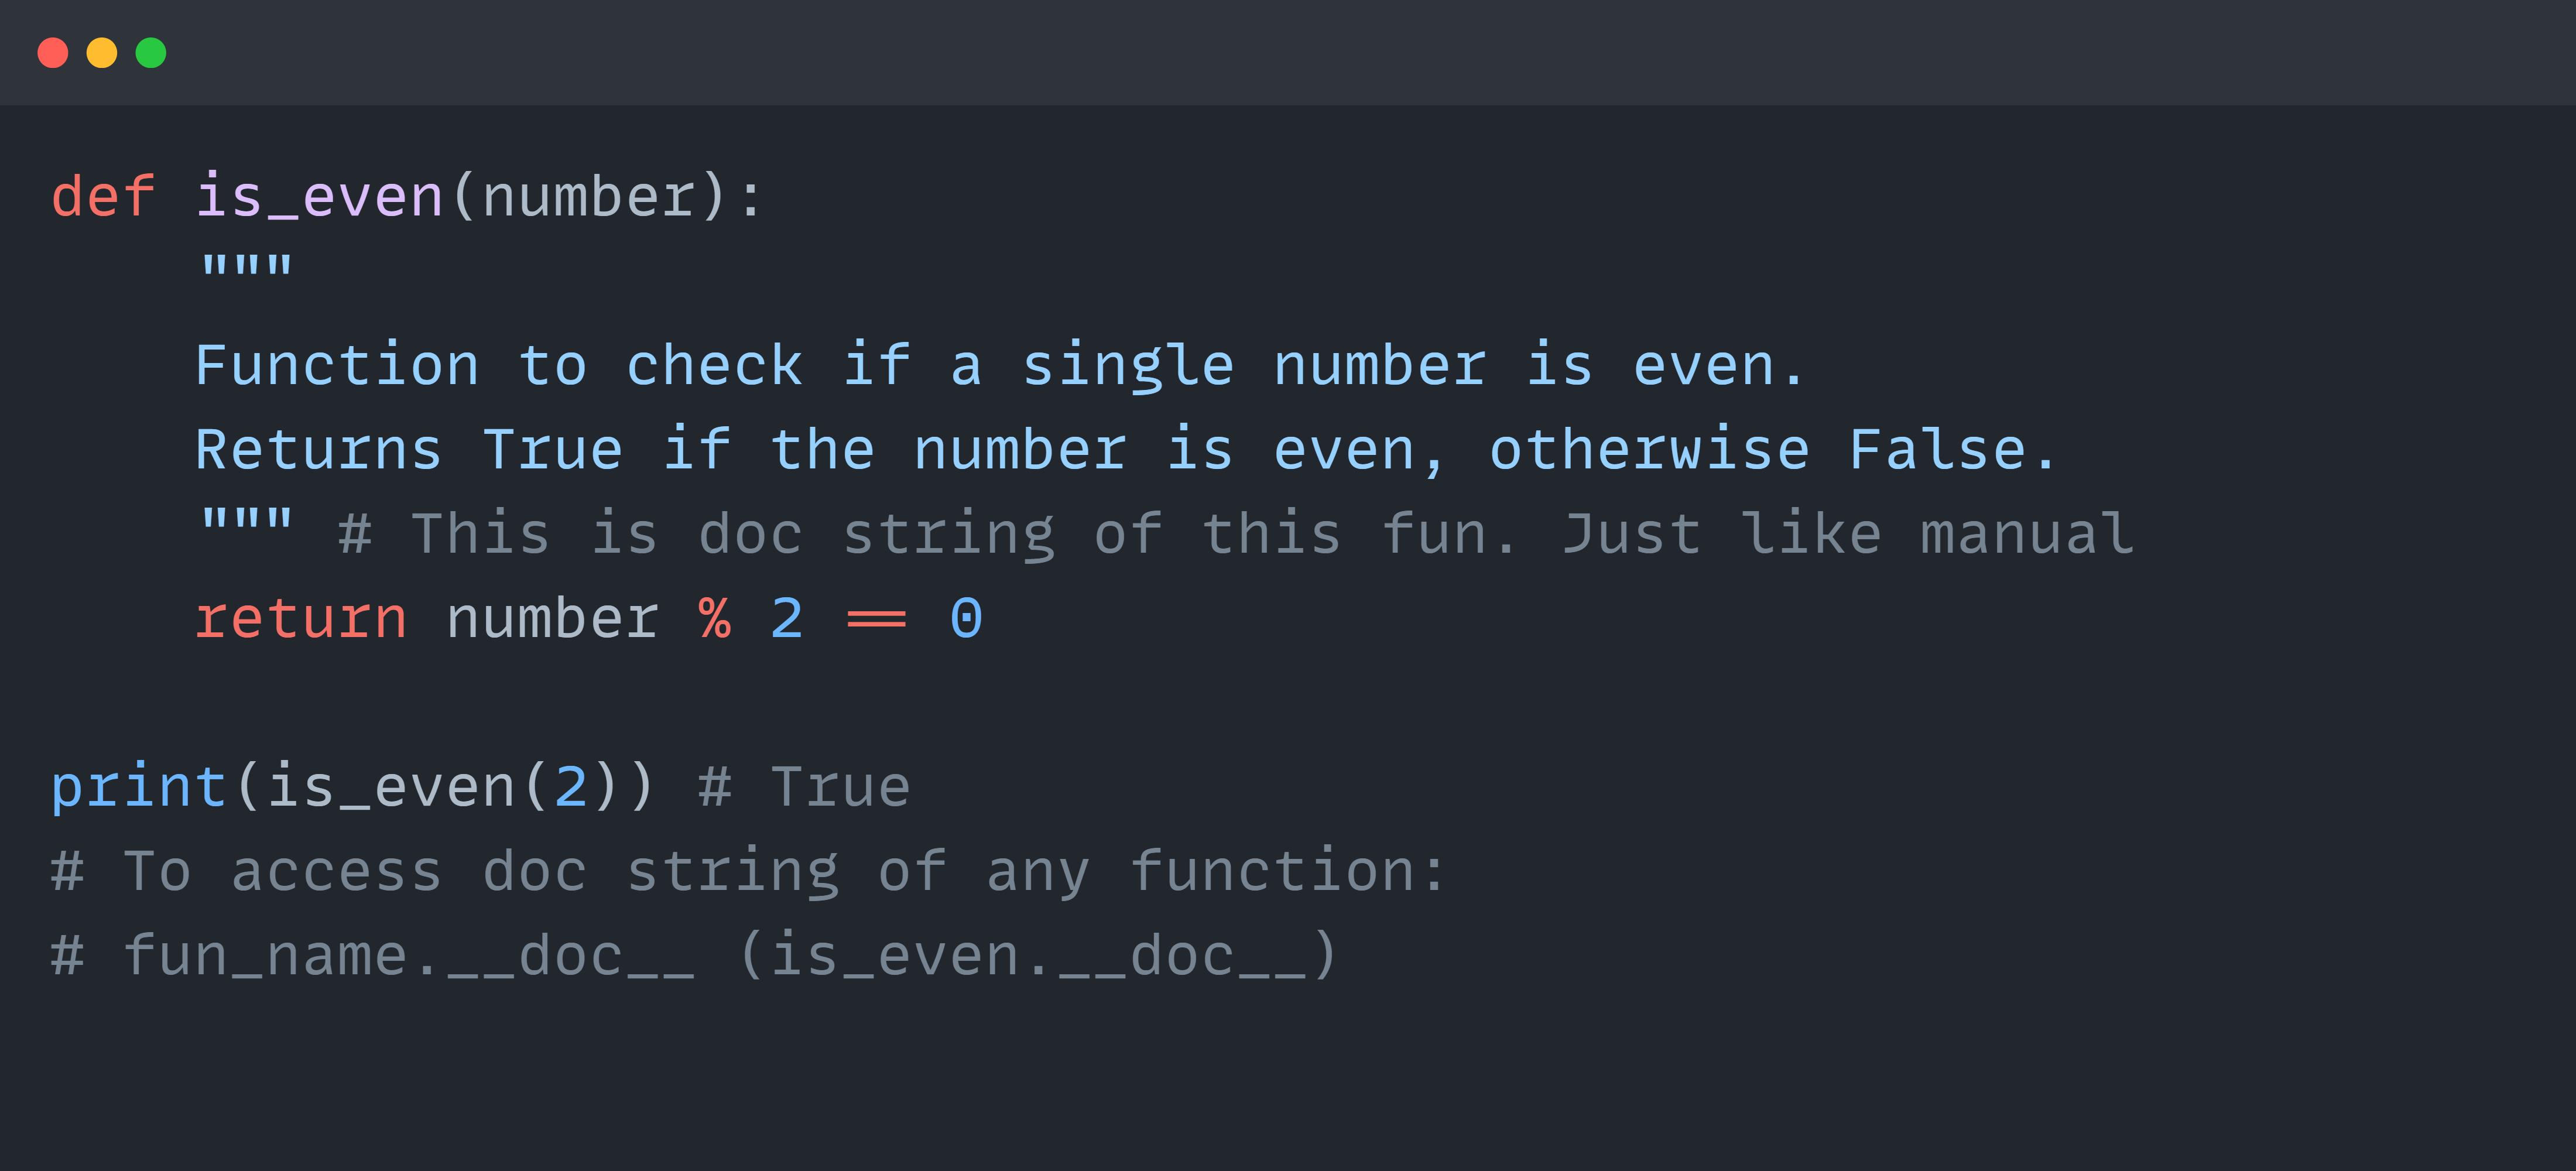 def is_even(number):
    """
    Function to check if a single number is even.
    Returns True if the number is even, otherwise False.
    """ # This is doc string of this fun. Just like manual
    return number % 2 == 0

print(is_even(2)) # True
# To access doc string of any function:
# fun_name.__doc__ (is_even.__doc__)